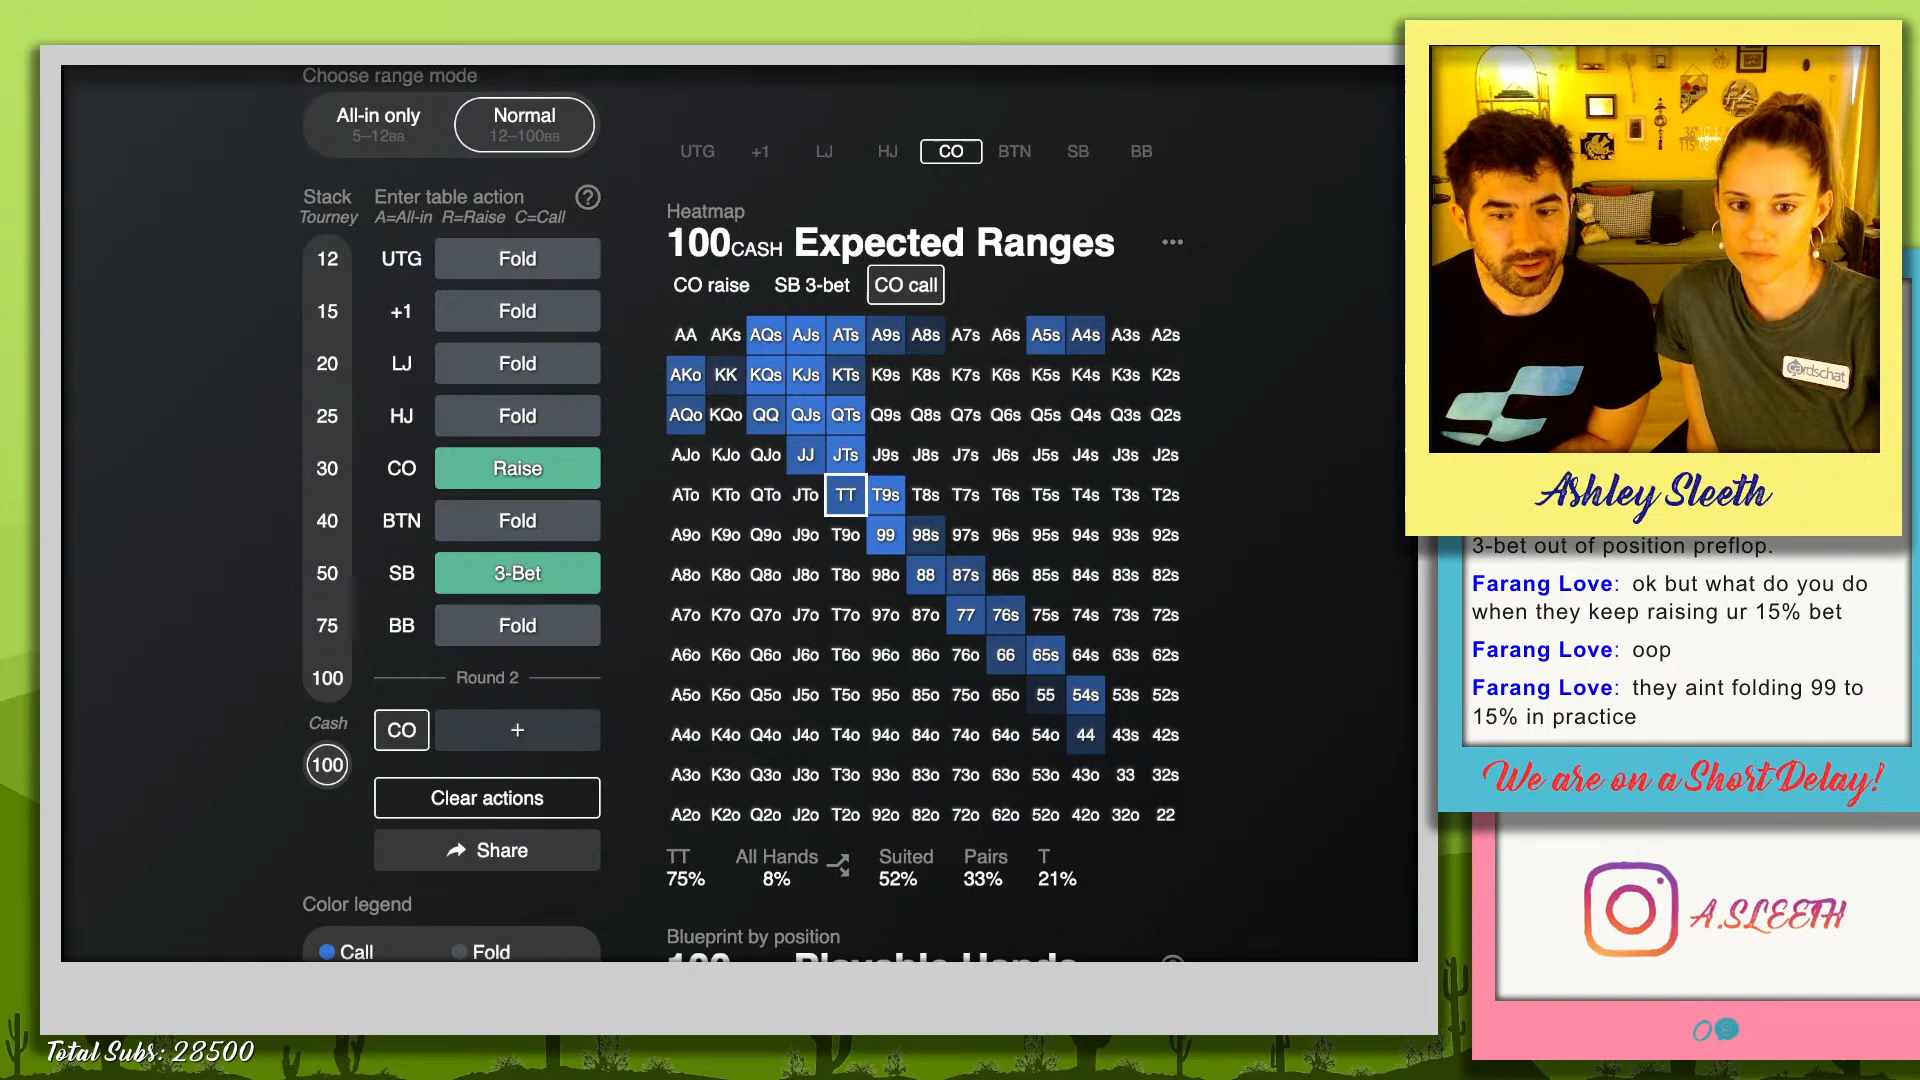 Choose range mode
All-in only
5–12BB
Normal
12–100BB
Stack
Tourney
Enter table action
A=All-in R=Raise C=Call
?
12 UTG Fold
15 +1 Fold
20 LJ Fold
25 HJ Fold
30 CO Raise
40 BTN Fold
50 SB 3-Bet
75 BB Fold
100 Round 2
Cash
100
CO +
Clear actions
Share
Color legend
Call Fold
UTG +1 LJ HJ CO BTN SB BB
Heatmap
100CASH Expected Ranges
CO raise SB 3-bet CO call
AA AKs AQs AJs ATs A9s A8s A7s A6s A5s A4s A3s A2s
AKo KK KQs KJs KTs K9s K8s K7s K6s K5s K4s K3s K2s
AQo KQo QQ QJs QTs Q9s Q8s Q7s Q6s Q5s Q4s Q3s Q2s
AJo KJo QJo JJ JTs J9s J8s J7s J6s J5s J4s J3s J2s
ATo KTo QTo JTo TT T9s T8s T7s T6s T5s T4s T3s T2s
A9o K9o Q9o J9o T9o 99 98s 97s 96s 95s 94s 93s 92s
A8o K8o Q8o J8o T8o 98o 88 87s 86s 85s 84s 83s 82s
A7o K7o Q7o J7o T7o 97o 87o 77 76s 75s 74s 73s 72s
A6o K6o Q6o J6o T6o 96o 86o 76o 66 65s 64s 63s 62s
A5o K5o Q5o J5o T5o 95o 85o 75o 65o 55 54s 53s 52s
A4o K4o Q4o J4o T4o 94o 84o 74o 64o 54o 44 43s 42s
A3o K3o Q3o J3o T3o 93o 83o 73o 63o 53o 43o 33 32s
A2o K2o Q2o J2o T2o 92o 82o 72o 62o 52o 42o 32o 22
TT All Hands Suited Pairs T
75% 8% 52% 33% 21%
Blueprint by position
100 Playable Hands
cardschat
Ashley Sleeth
3-bet out of position preflop.
Farang Love: ok but what do you do
when they keep raising ur 15% bet
Farang Love: oop
Farang Love: they aint folding 99 to
15% in practice
We are on a Short Delay!
A.SLEETH
Total Subs: 28500